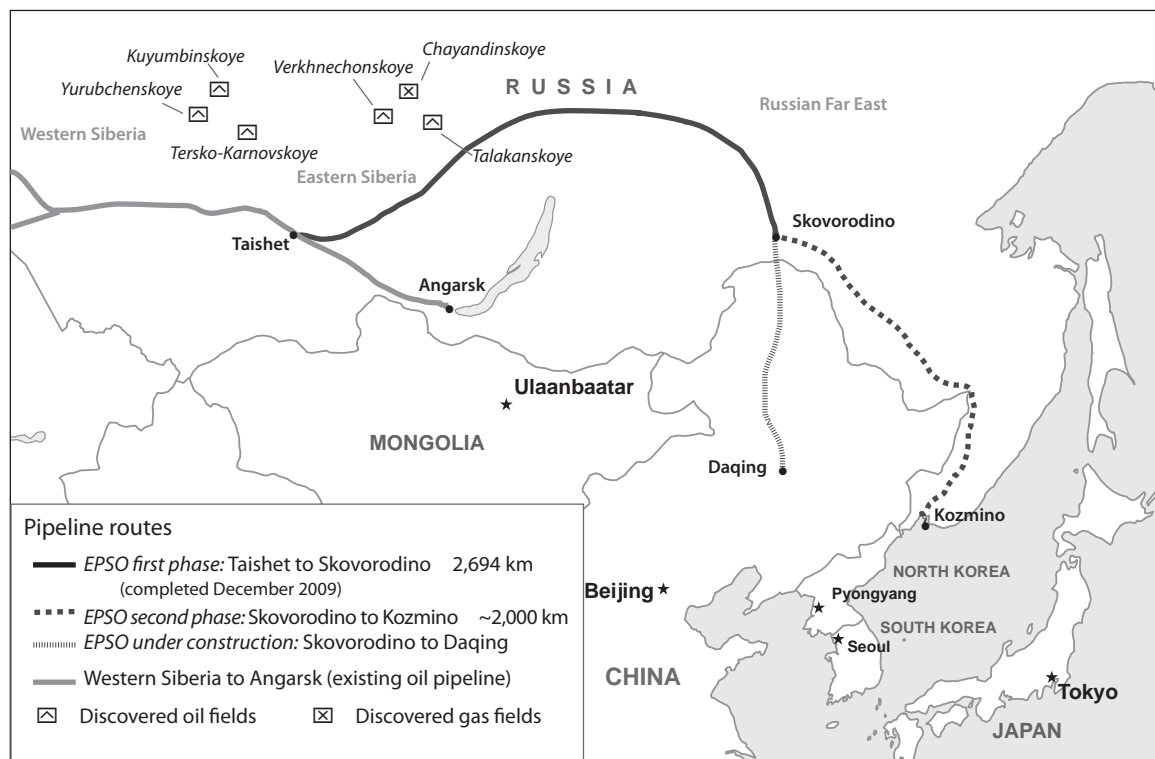 Kuyumbinskoye
Chayandinskoye
Verkhnechonskoye
Yurubchenskoye
R U S S I A
Russian Far East
Western Siberia
Tersko-Karnovskoye
Talakanskoye
Eastern Siberia
Skovorodino
Taishet
Angarsk
Ulaanbaatar
MONGOLIA
Daqing
Kozmino
NORTH KOREA
Beijing
Pyongyang
SOUTH KOREA
Seoul
CHINA
Tokyo
JAPAN
Pipeline routes
EPSO first phase: Taishet to Skovorodino 2,694 km
(completed December 2009)
EPSO second phase: Skovorodino to Kozmino ~2,000 km
EPSO under construction: Skovorodino to Daqing
Western Siberia to Angarsk (existing oil pipeline)
Discovered oil fields Discovered gas fields